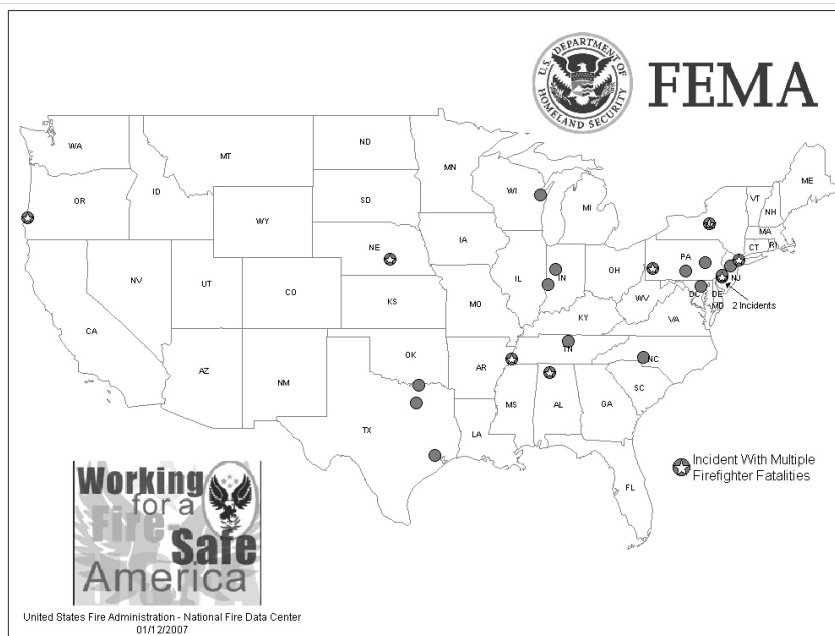 U.S. DEPARTMENT OF HOMELAND SECURITY
FEMA
WA
MT
ND
MN
ME
OR
ID
SD
WI
MI
VT
NH
WY
MA
CT
RI
NE
IA
PA
NV
UT
CO
IL
IN
OH
NJ
DC
DE
MD
2 Incidents
KS
MO
WV
VA
KY
CA
AZ
NM
OK
AR
TN
NC
SC
TX
MS
AL
GA
LA
Incident With Multiple
Firefighter Fatalities
FL
Working
for a
Fire-
Safe
America
United States Fire Administration - National Fire Data Center
01/12/2007